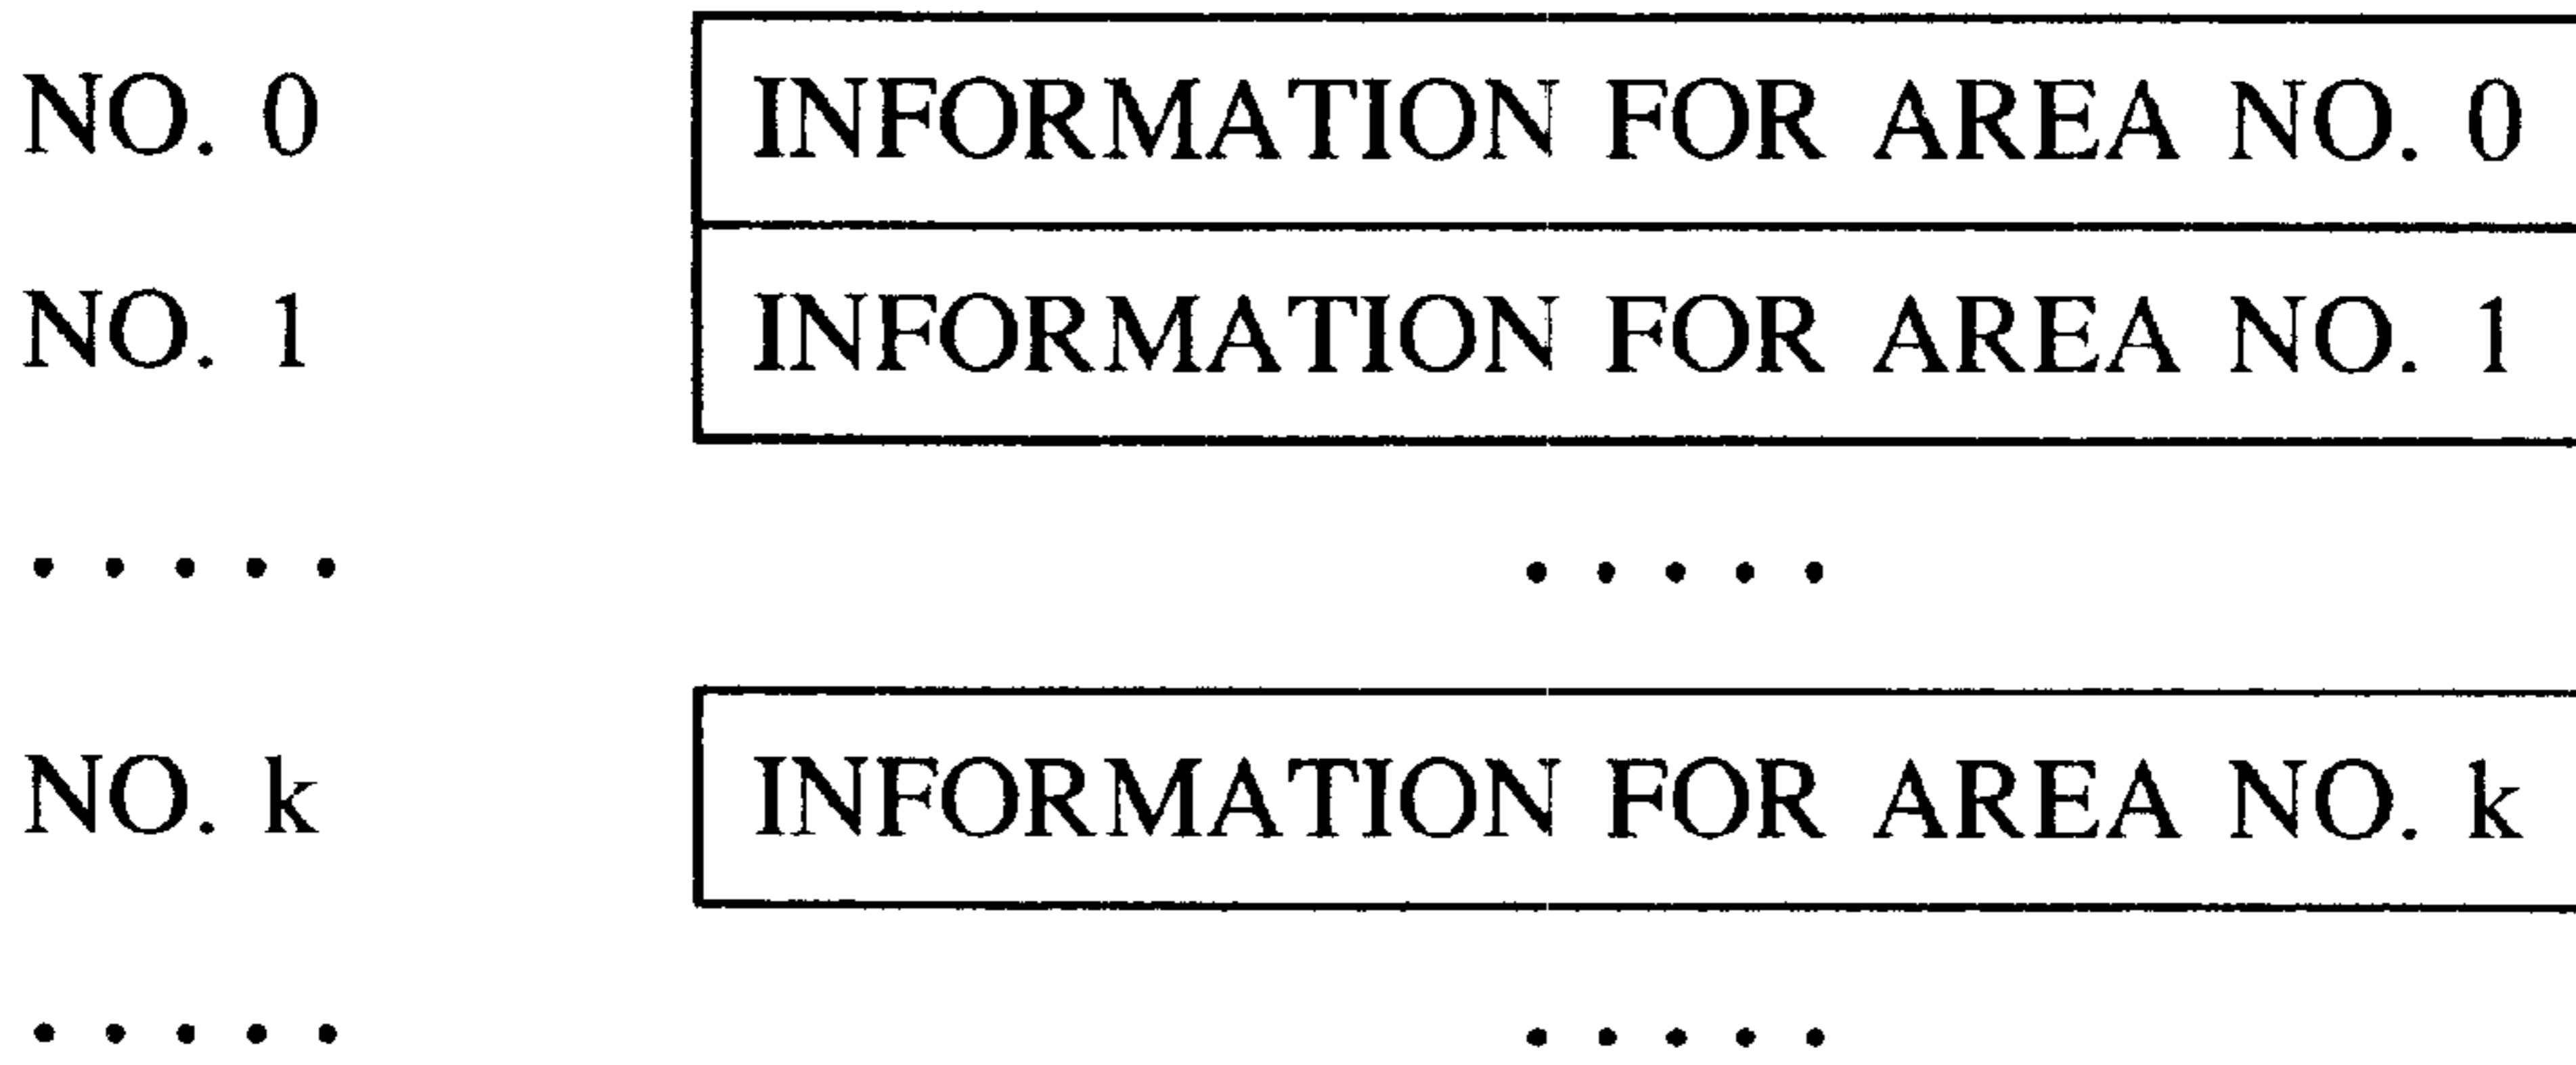 NO. 0 INFORMATION FOR AREA NO. 0
NO. 1 INFORMATION FOR AREA NO. 1
. . . . . . . . . .
NO. k INFORMATION FOR AREA NO. k
. . . . . . . . . .